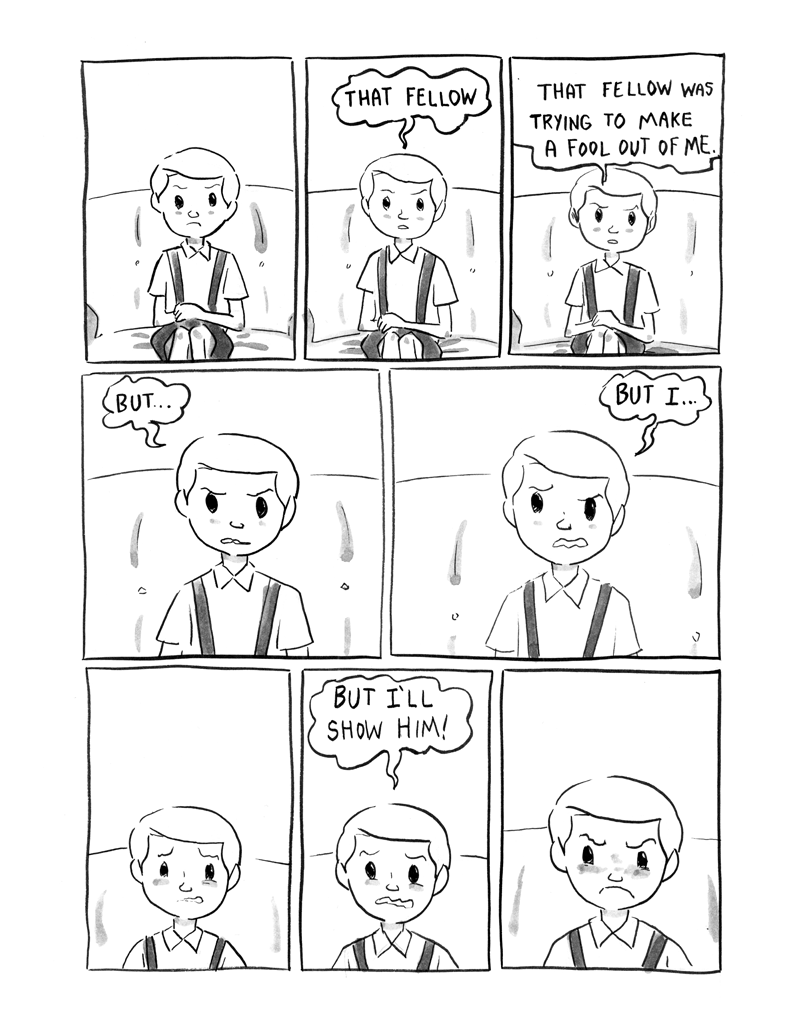 THAT FELLOW
THAT FELLOW WAS
TRYING TO MAKE
A FOOL OUT OF ME.
BUT...
BUT I...
BUT I'LL
SHOW HIM!